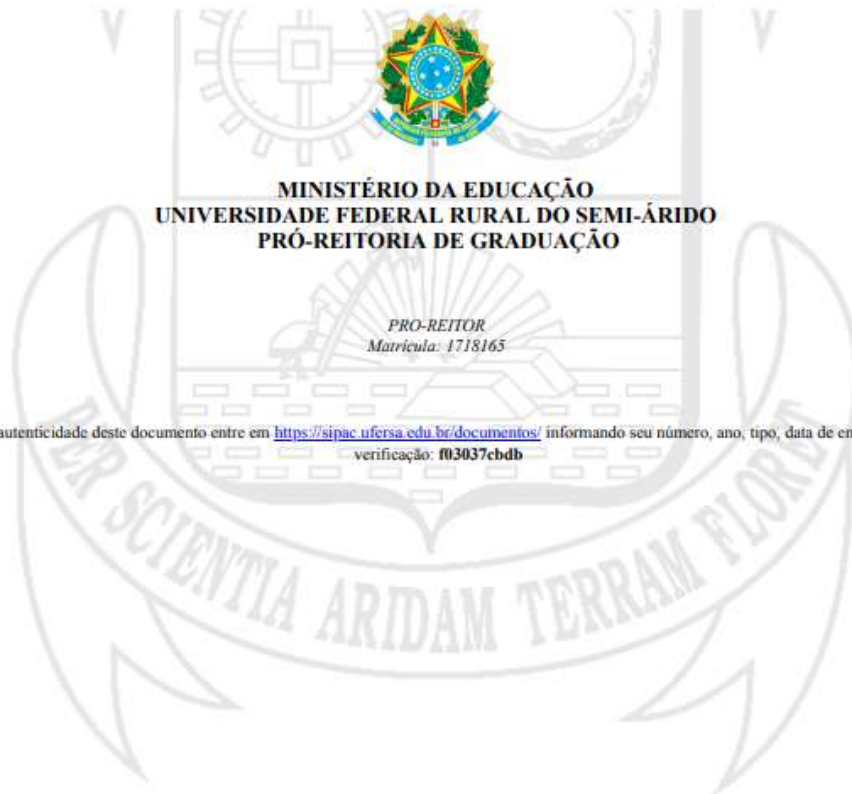 MINISTÉRIO DA EDUCAÇÃO
UNIVERSIDADE FEDERAL RURAL DO SEMI-ÁRIDO
PRÓ-REITORIA DE GRADUAÇÃO
PRO-REITOR
Matrícula: 1718165
autenticidade deste documento entre em https://sipac.ufersa.edu.br/documentos/ informando seu número, ano, tipo, data de
verificação: f03037cbdb
PER SCIENTIA ARIDAM TERRAM